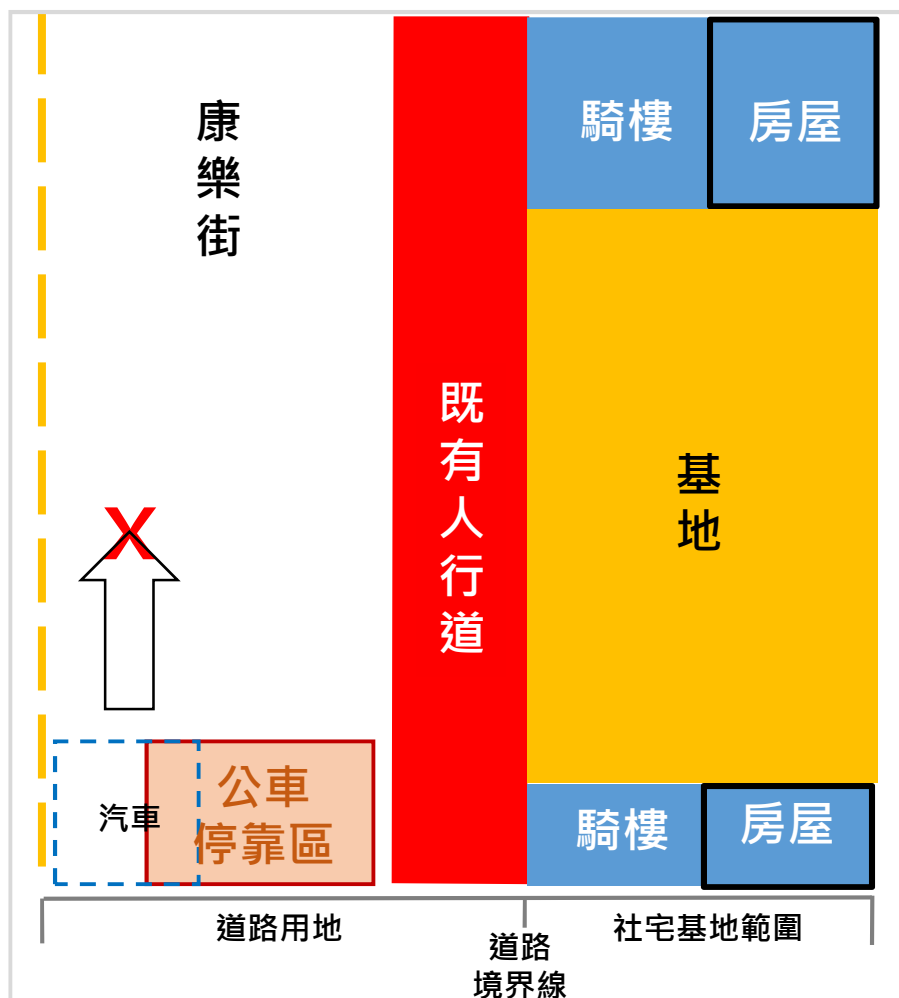 康樂街
騎樓
房屋
既有人行道
基地
X
汽車
公車
停靠區
騎樓
房屋
道路用地
道路
境界線
社宅基地範圍